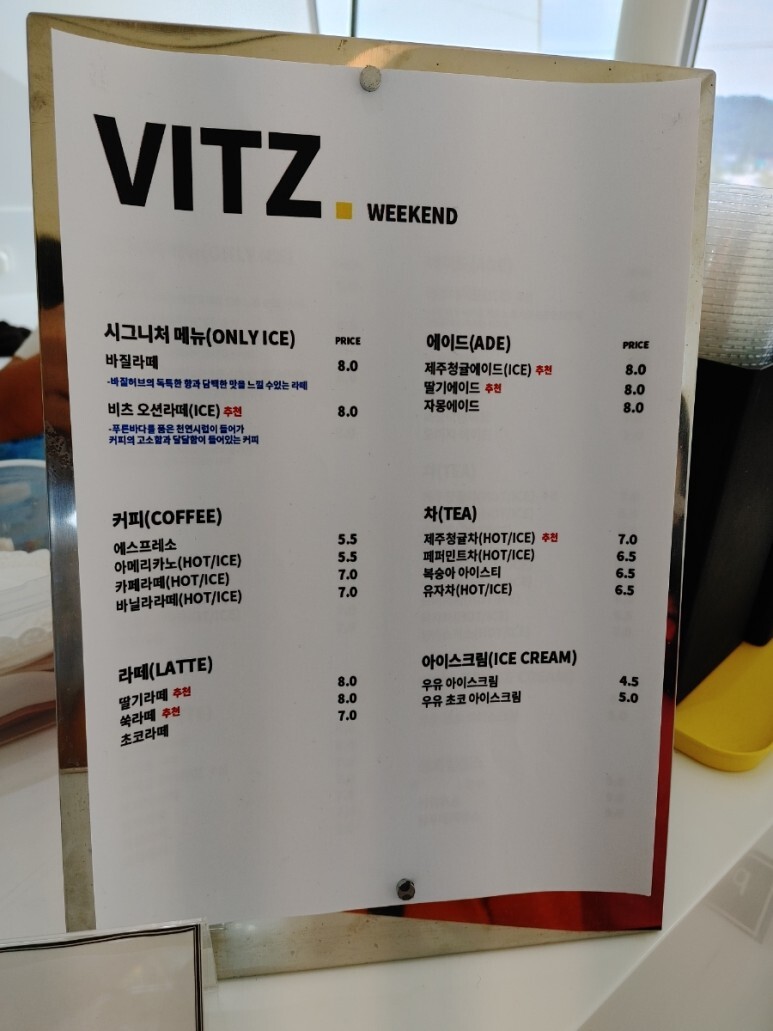 VITZ. WEEKEND
시그니처 메뉴(ONLY ICE) PRICE
바질라떼 8.0
-바질허브의 독특한 향과 담백한 맛을 느낄 수있는 라떼
비츠 오션라떼(ICE) 추천 8.0
-푸른바다를 품은 천연시럽이 들어가
커피의 고소함과 달달함이 들어있는 커피
커피(COFFEE)
에스프레소 5.5
아메리카노(HOT/ICE) 5.5
카페라떼(HOT/ICE) 7.0
바닐라라떼(HOT/ICE) 7.0
라떼(LATTE)
딸기라떼 추천 8.0
쑥라떼 추천 8.0
초코라떼 7.0
에이드(ADE) PRICE
제주청귤에이드(ICE) 추천 8.0
딸기에이드 추천 8.0
자몽에이드 8.0
차(TEA)
제주청귤차(HOT/ICE) 추천 7.0
페퍼민트차(HOT/ICE) 6.5
복숭아 아이스티 6.5
유자차(HOT/ICE) 6.5
아이스크림(ICE CREAM)
우유 아이스크림 4.5
우유 초코 아이스크림 5.0